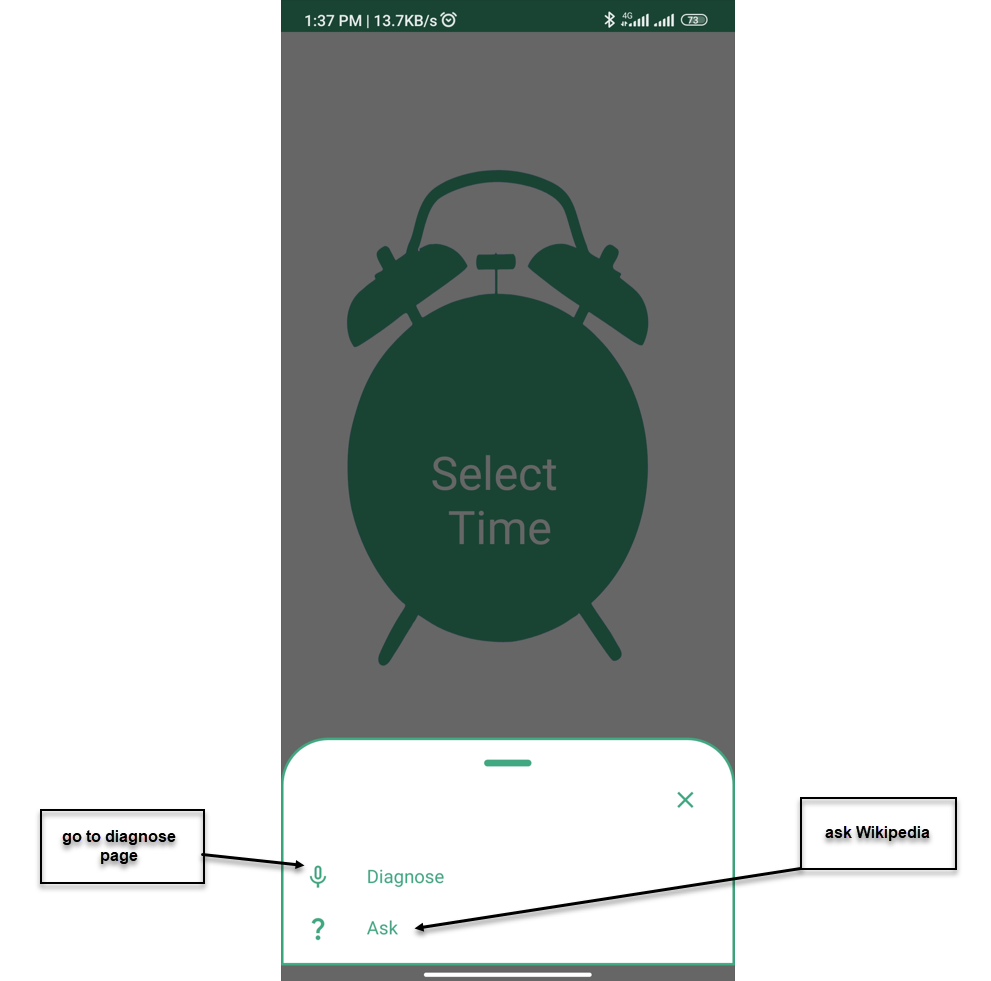 1:37 PM | 13.7KB/s
4G
73
Select
Time
go to diagnose
page
ask Wikipedia
Diagnose
? Ask